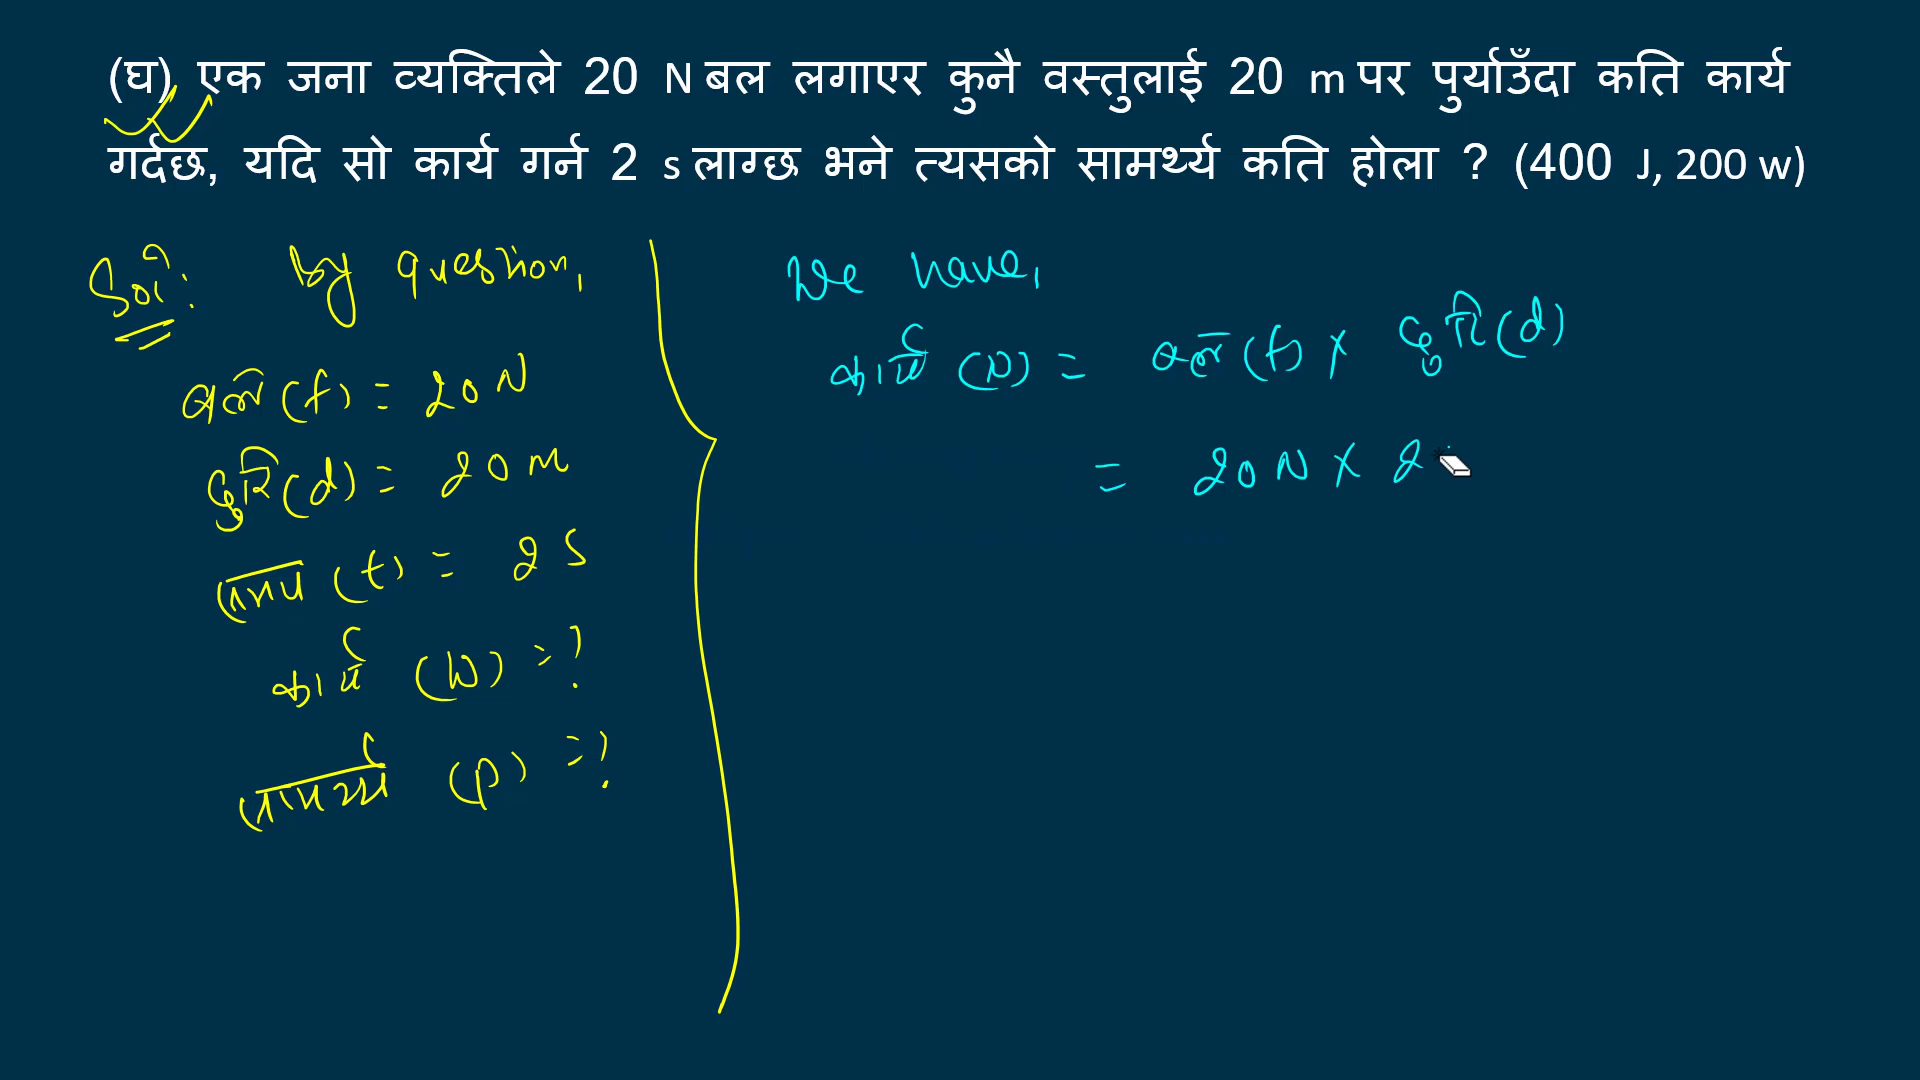 (घ) एक जना व्यक्तिले 20 N बल लगाएर कुनै वस्तुलाई 20 m पर पुर्याउँदा कति कार्य
गर्दछ, यदि सो कार्य गर्न 2 s लाग्छ भने त्यसको सामर्थ्य कति होला ? (400 J, 200 w)
Soln: by question,
बल (f) = 20 N
दुरि (d) = 20 m
समय (t) = 2 s
कार्य (W) = ?
सामर्थ्य (p) = ?
We have,
कार्य (W) = बल (f) × दुरि (d)
= 20 N × 2